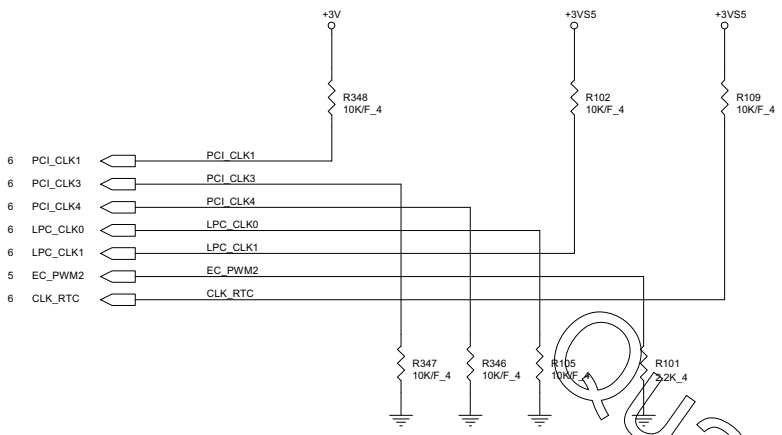 +3V
+3VS5
+3VS5
R348
10K/F_4
R102
10K/F_4
R109
10K/F_4
6 PCI_CLK1 PCI_CLK1
6 PCI_CLK3 PCI_CLK3
6 PCI_CLK4 PCI_CLK4
6 LPC_CLK0 LPC_CLK0
6 LPC_CLK1 LPC_CLK1
5 EC_PWM2 EC_PWM2
6 CLK_RTC CLK_RTC
R347
10K/F_4
R346
10K/F_4
R105
10K/F_4
R101
2.2K_4